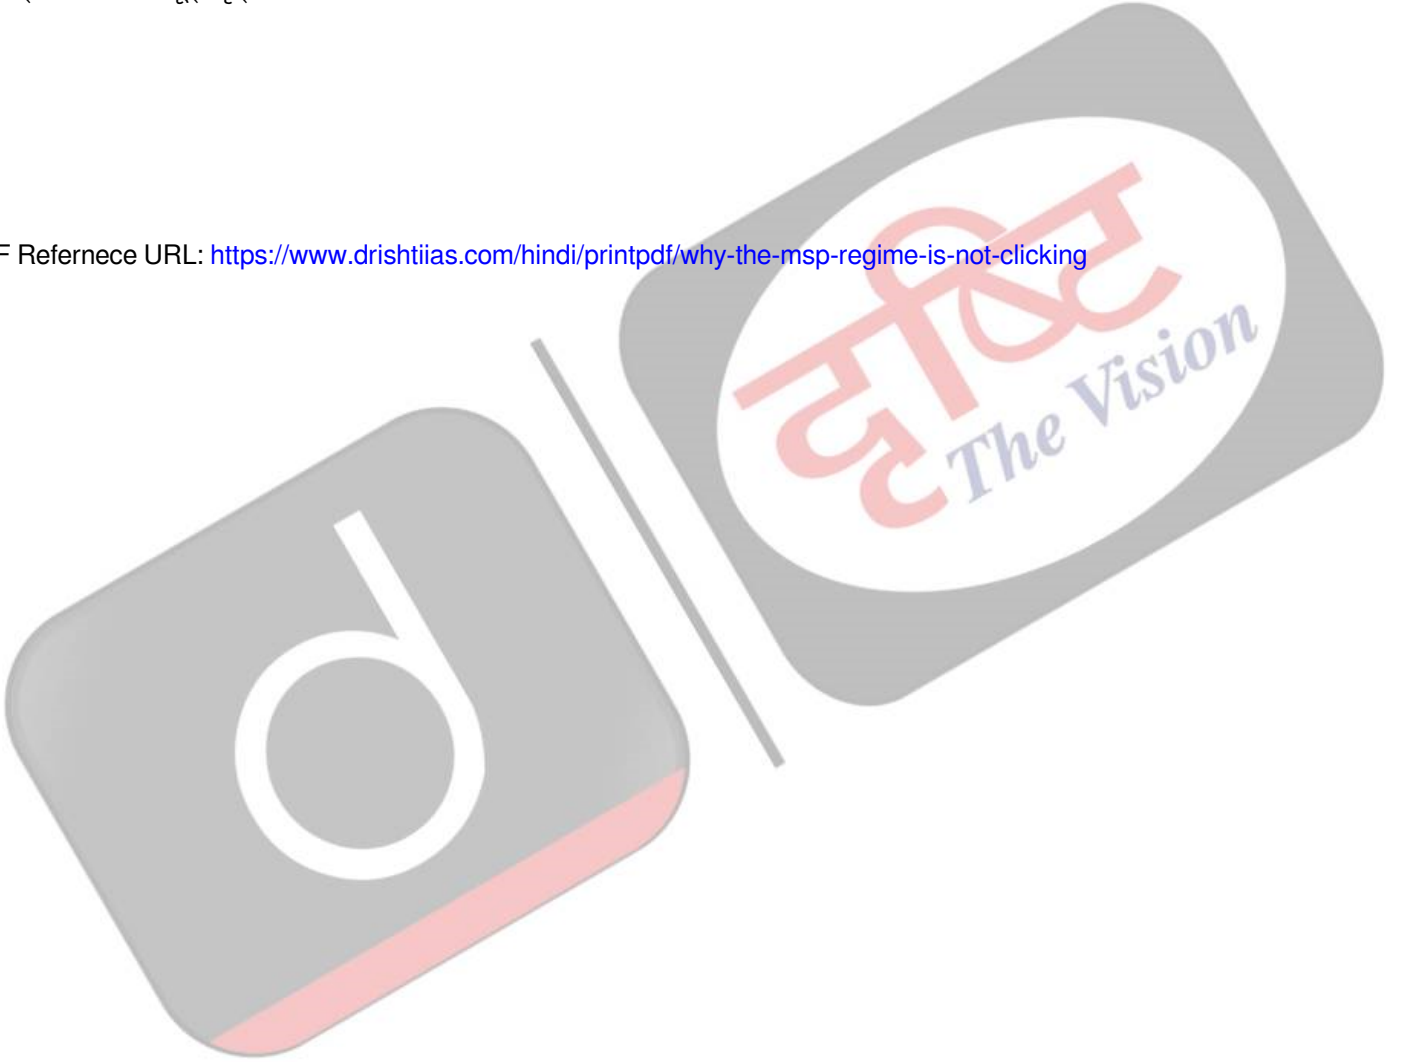 F Refernece URL: https://www.drishtiias.com/hindi/printpdf/why-the-msp-regime-is-not-clicking
दृष्टि
The Vision
d